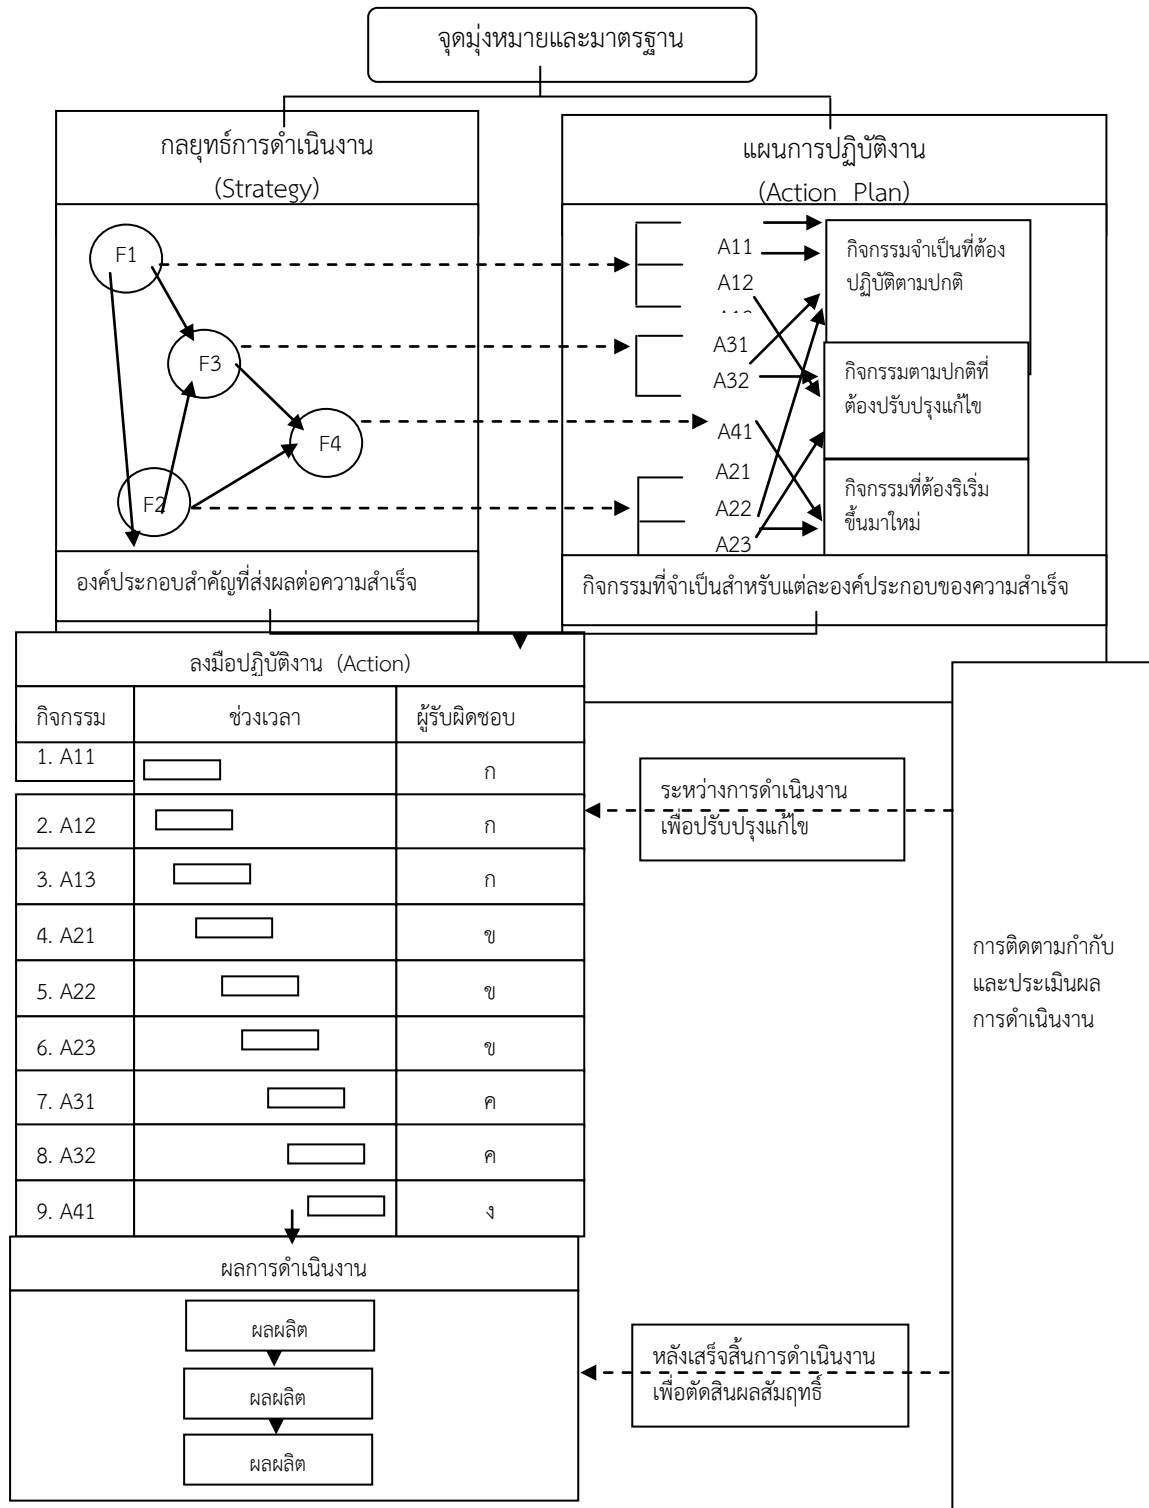 จุดมุ่งหมายและมาตรฐาน
กลยุทธ์การดำเนินงาน
(Strategy)
แผนการปฏิบัติงาน
(Action Plan)
F1
F3
F4
F2
A11
A12
A31
A32
A41
A21
A22
A23
กิจกรรมจำเป็นที่ต้อง
ปฏิบัติตามปกติ
กิจกรรมตามปกติที่
ต้องปรับปรุงแก้ไข
กิจกรรมที่ต้องริเริ่ม
ขึ้นมาใหม่
องค์ประกอบสำคัญที่ส่งผลต่อความสำเร็จ
กิจกรรมที่จำเป็นสำหรับแต่ละองค์ประกอบของความสำเร็จ
ลงมือปฏิบัติงาน (Action)
กิจกรรม ช่วงเวลา ผู้รับผิดชอบ
1. A11 ก
2. A12 ก
3. A13 ก
4. A21 ข
5. A22 ข
6. A23 ข
7. A31 ค
8. A32 ค
9. A41 ง
ระหว่างการดำเนินงาน
เพื่อปรับปรุงแก้ไข
การติดตามกำกับ
และประเมินผล
การดำเนินงาน
ผลการดำเนินงาน
ผลผลิต
ผลผลิต
ผลผลิต
หลังเสร็จสิ้นการดำเนินงาน
เพื่อตัดสินผลสัมฤทธิ์